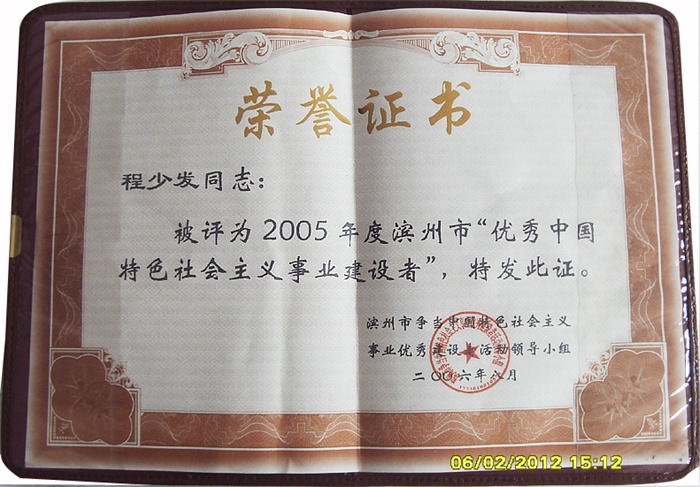 荣誉证书
程少发同志：
被评为2005年度滨州市“优秀中国
特色社会主义事业建设者”，特发此证。
滨州市争当中国特色社会主义
事业优秀建设 活动领导小组
二〇〇六年 月
06/02/2012 15:12